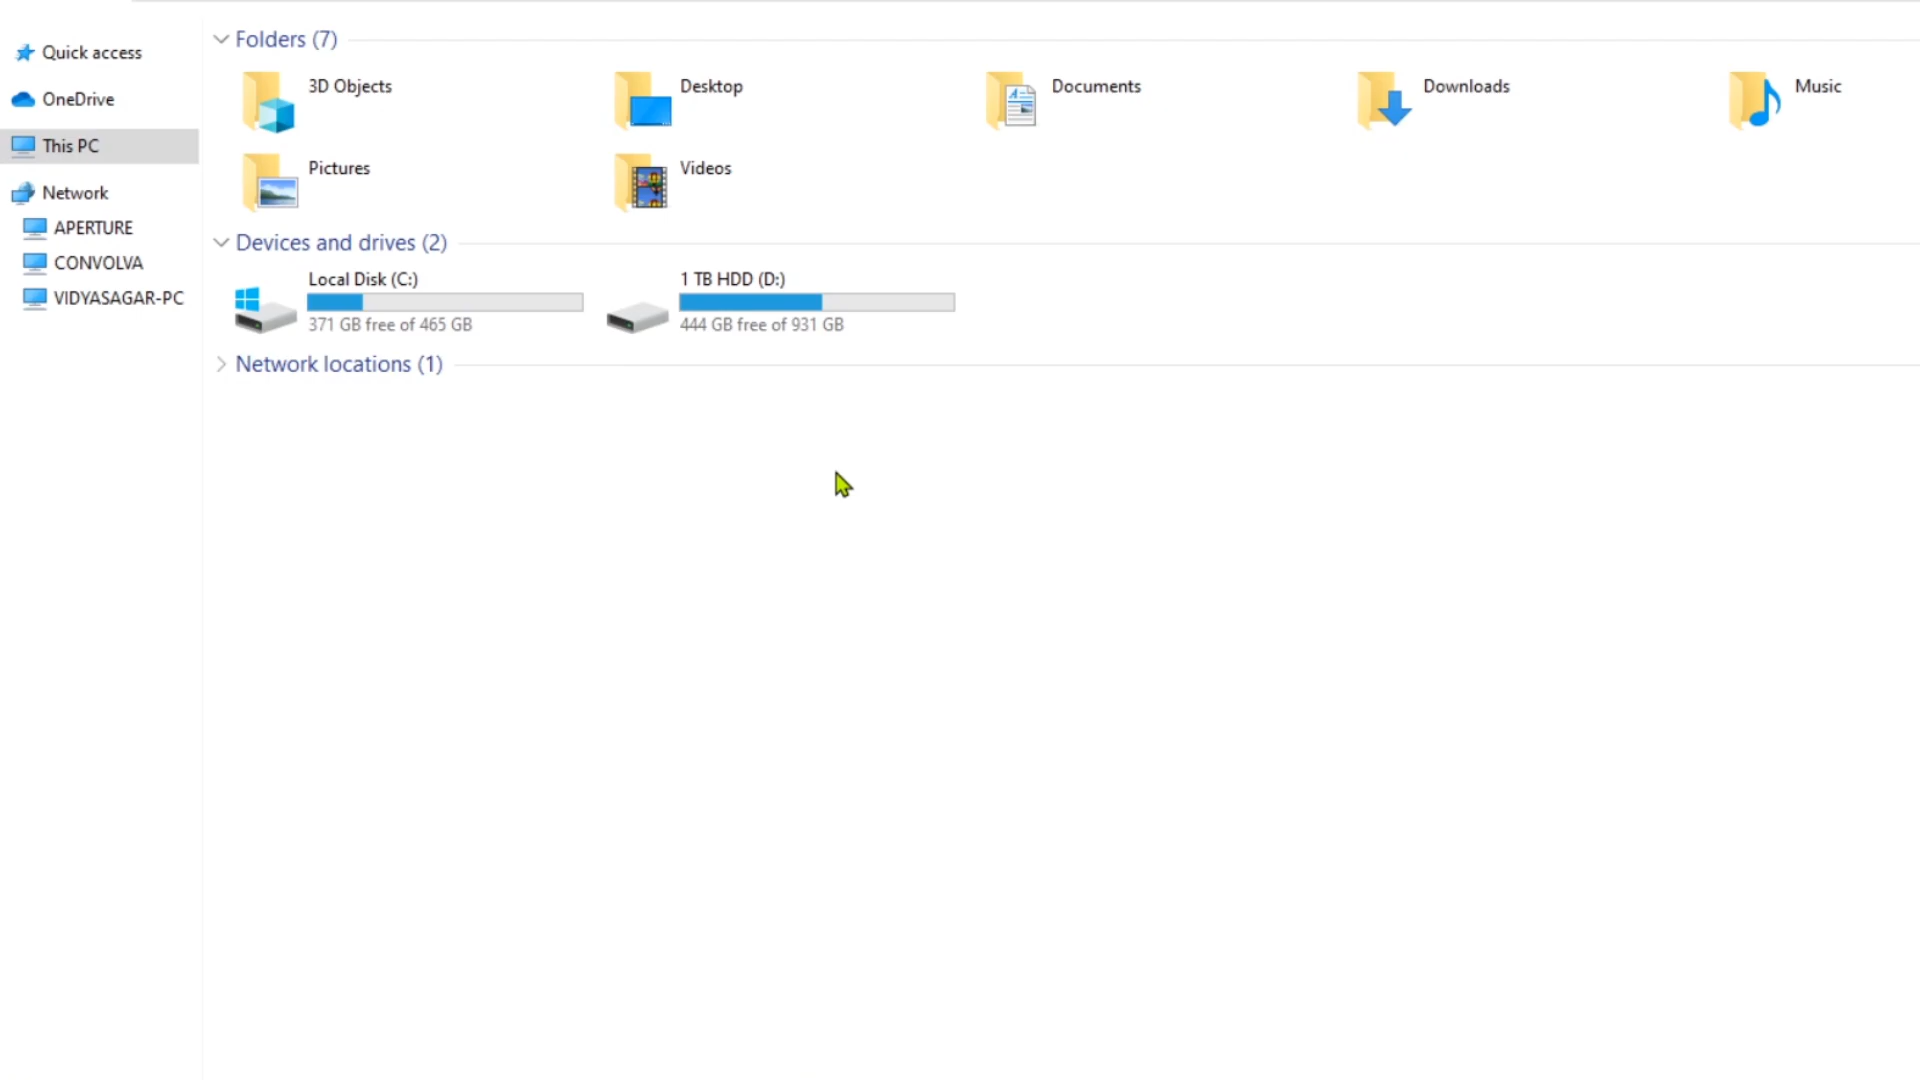 Quick access
OneDrive
This PC
Network
APERTURE
CONVOLVA
VIDYASAGAR-PC
Folders (7)
3D Objects
Desktop
Documents
Downloads
Music
Pictures
Videos
Devices and drives (2)
Local Disk (C:)
371 GB free of 465 GB
1 TB HDD (D:)
444 GB free of 931 GB
Network locations (1)